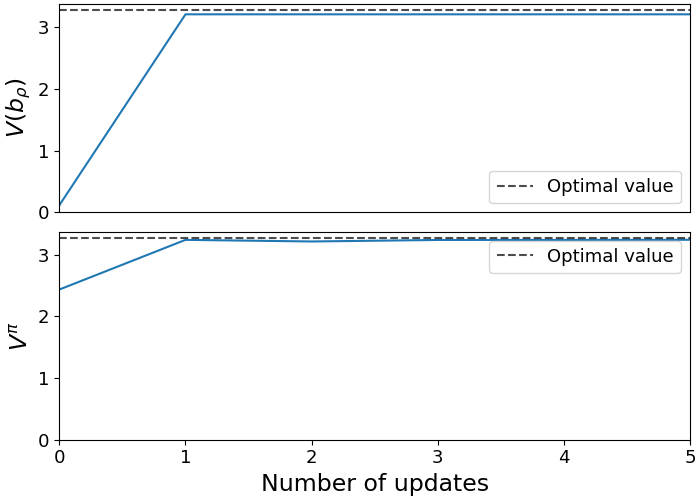 3
2
1
0
V(b_ρ)
Optimal value
3
2
1
0
V^π
Optimal value
0 1 2 3 4 5
Number of updates